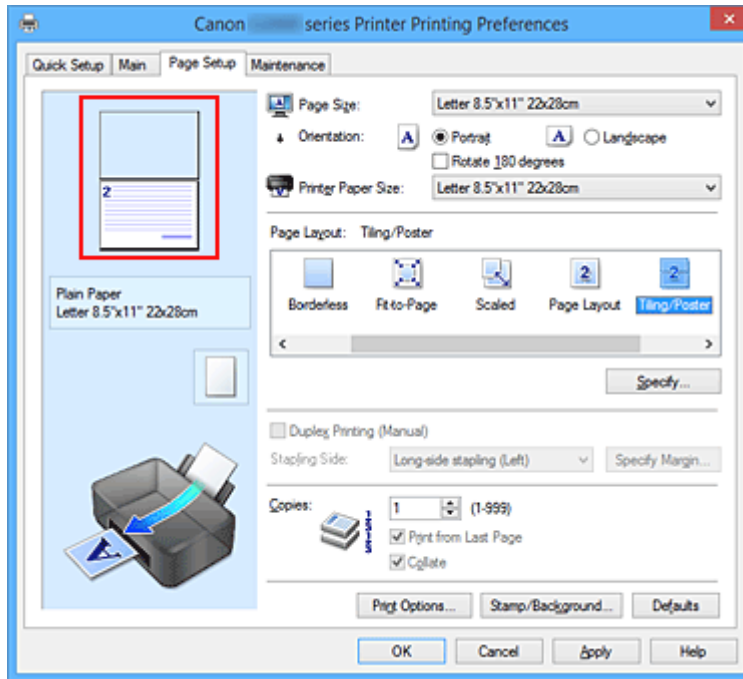 Canon series Printer Printing Preferences
Quick Setup Main Page Setup Maintenance
2
Plain Paper
Letter 8.5"x11" 22x28cm
Page Size: Letter 8.5"x11" 22x28cm
Orientation: A Portrait A Landscape
Rotate 180 degrees
Printer Paper Size: Letter 8.5"x11" 22x28cm
Page Layout: Tiling/Poster
2 2
Borderless Fit-to-Page Scaled Page Layout Tiling/Poster
Specify...
Duplex Printing (Manual)
Stapling Side: Long-side stapling (Left) Specify Margin...
Copies: 1 (1-999)
Print from Last Page
Collate
A
Print Options... Stamp/Background... Defaults
OK Cancel Apply Help